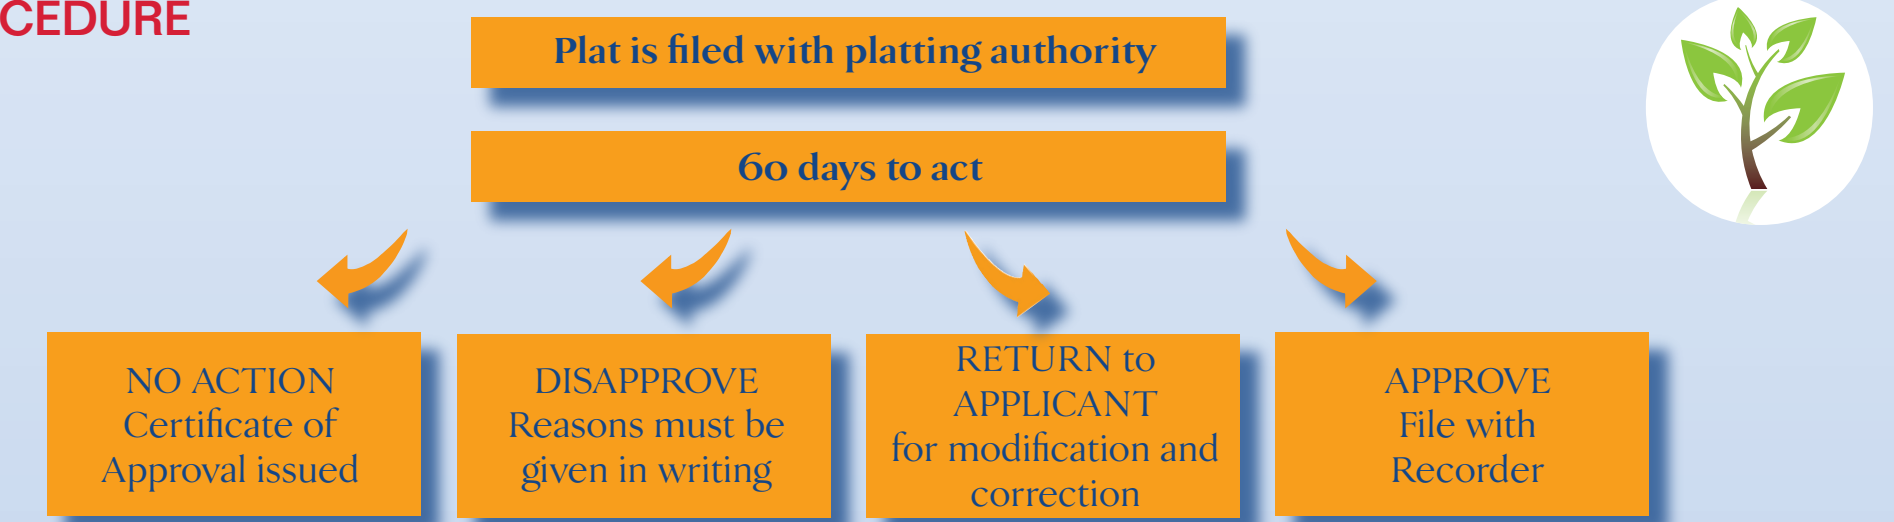 CEDURE
Plat is filed with platting authority
60 days to act
NO ACTION
Certificate of
Approval issued
DISAPPROVE
Reasons must be
given in writing
RETURN to
APPLICANT
for modification and
correction
APPROVE
File with
Recorder